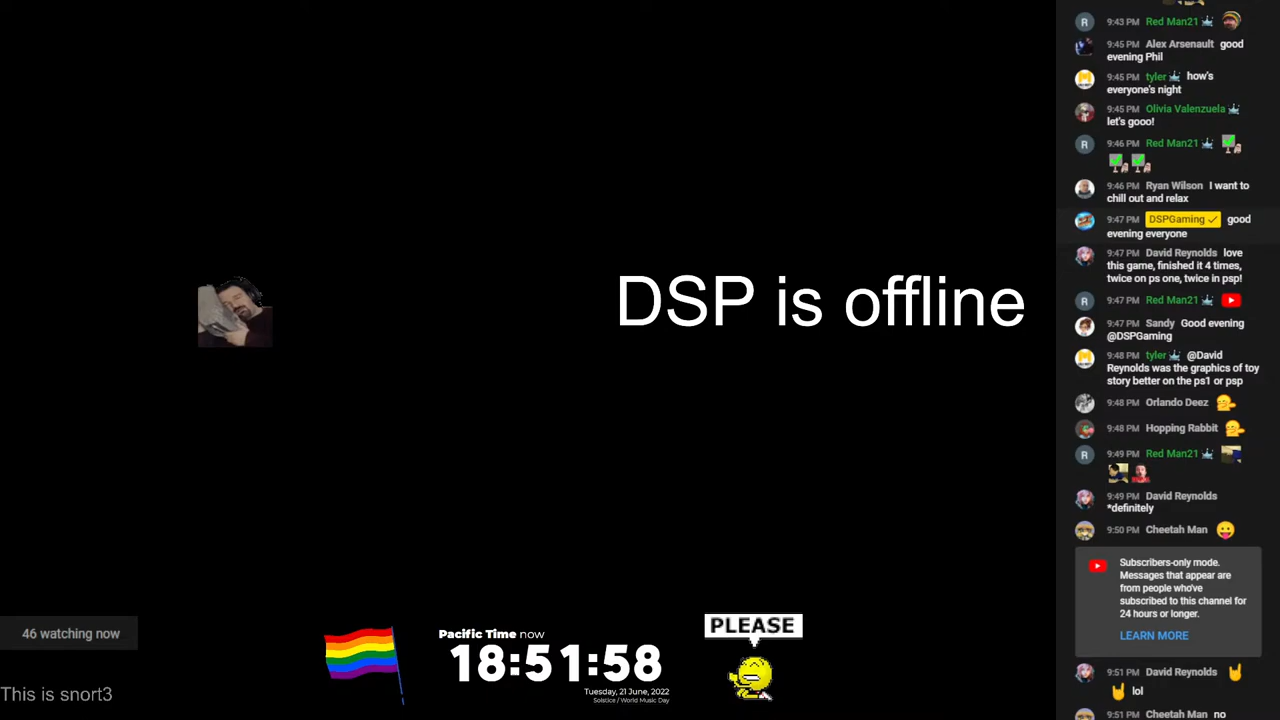 DSP is offline
46 watching now
This is snort3
Pacific Time now
18:51:58
Tuesday, 21 June, 2022
Solstice / World Music Day
PLEASE
R 9:43 PM Red Man21
9:45 PM Alex Arsenault good
evening Phil
9:45 PM tyler how's
everyone's night
9:45 PM Olivia Valenzuela
let's gooo!
R 9:46 PM Red Man21
9:46 PM Ryan Wilson I want to
chill out and relax
9:47 PM DSPGaming good
evening everyone
9:47 PM David Reynolds love
this game, finished it 4 times,
twice on ps one, twice in psp!
R 9:47 PM Red Man21
9:47 PM Sandy Good evening
@DSPGaming
9:48 PM tyler @David
Reynolds was the graphics of toy
story better on the ps1 or psp
9:48 PM Orlando Deez
9:48 PM Hopping Rabbit
R 9:49 PM Red Man21
9:49 PM David Reynolds
*definitely
9:50 PM Cheetah Man
Subscribers-only mode.
Messages that appear are
from people who've
subscribed to this channel for
24 hours or longer.
LEARN MORE
9:51 PM David Reynolds
lol
9:51 PM Cheetah Man no